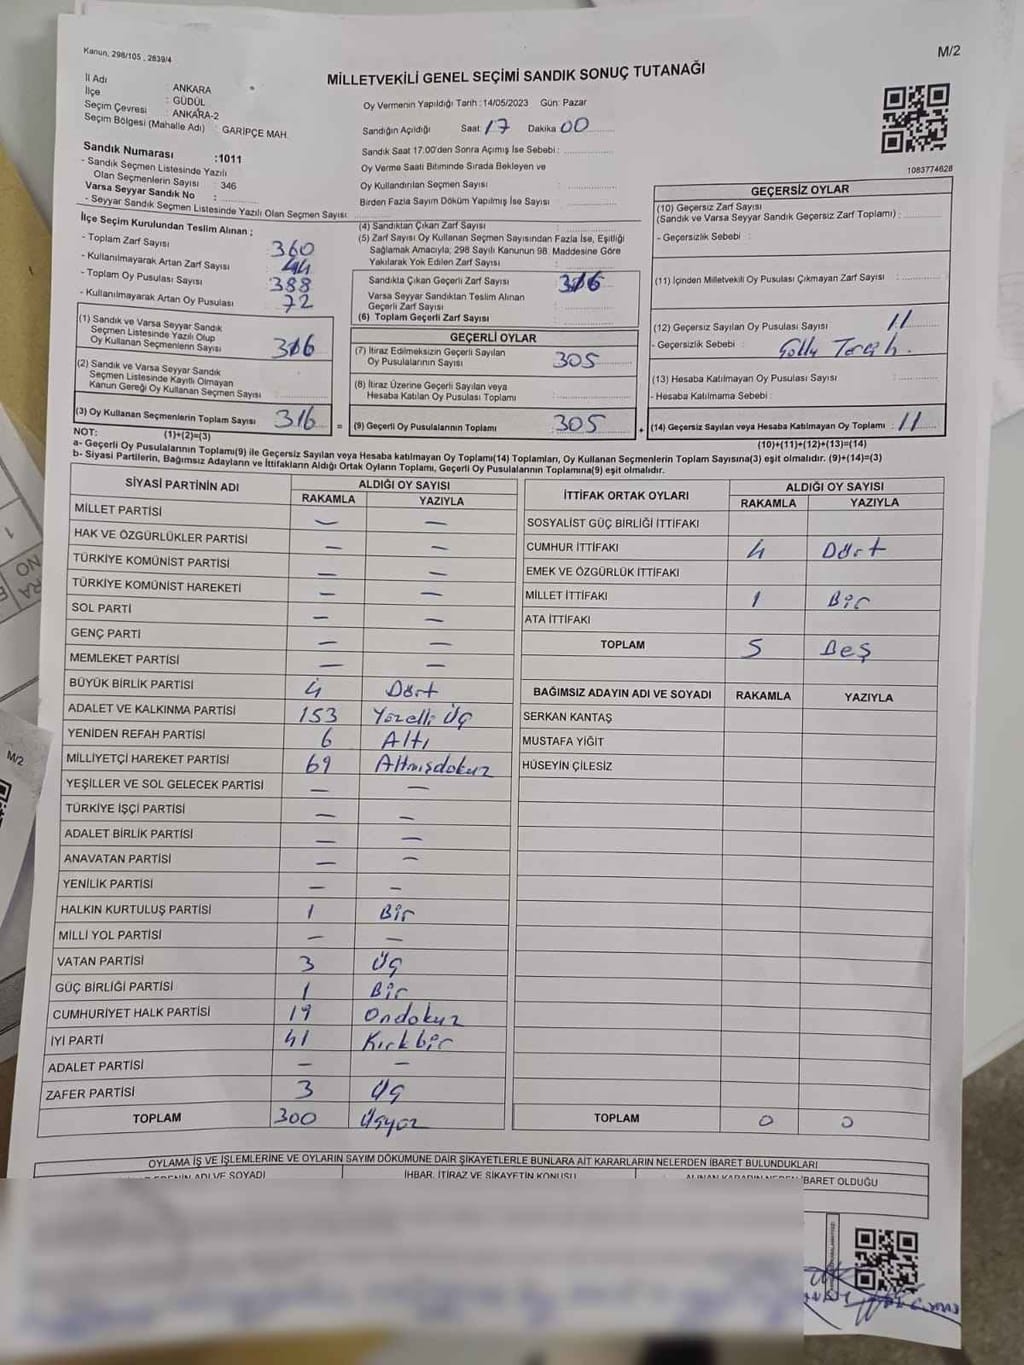 Kanun, 298/105 , 2839/4
M/2
MİLLETVEKİLİ GENEL SEÇİMİ SANDIK SONUÇ TUTANAĞI
İl Adı : ANKARA
İlçe : GÜDÜL
Seçim Çevresi : ANKARA-2
Seçim Bölgesi (Mahalle Adı) : GARİPÇE MAH.
Sandık Numarası :1011
- Sandık Seçmen Listesinde Yazılı
Olan Seçmenlerin Sayısı : 346
Varsa Seyyar Sandık No :
- Seyyar Sandık Seçmen Listesinde Yazılı Olan Seçmen Sayısı:
Oy Vermenin Yapıldığı Tarih :14/05/2023 Gün: Pazar
Sandığın Açıldığı Saat: 17 Dakika 00
Sandık Saat 17:00'den Sonra Açımış İse Sebebi :
Oy Verme Saati Bitiminde Sırada Bekleyen ve
Oy Kullandırılan Seçmen Sayısı :
Birden Fazla Sayım Döküm Yapılmış İse Sayısı :
1083774628
İlçe Seçim Kurulundan Teslim Alınan ;
- Toplam Zarf Sayısı : 360
- Kullanılmayarak Artan Zarf Sayısı : 44
- Toplam Oy Pusulası Sayısı : 388
- Kullanılmayarak Artan Oy Pusulası : 72
(1) Sandık ve Varsa Seyyar Sandık
Seçmen Listesinde Yazılı Olup
Oy Kullanan Seçmenlerin Sayısı : 316
(2) Sandık ve Varsa Seyyar Sandık
Seçmen Listesinde Kayıtlı Olmayan
Kanun Gereği Oy Kullanan Seçmen Sayısı :
(3) Oy Kullanan Seçmenlerin Toplam Sayısı : 316
(1)+(2)=(3)
(4) Sandıktan Çıkan Zarf Sayısı :
(5) Zarf Sayısı Oy Kullanan Seçmen Sayısından Fazla İse, Eşitliği
Sağlamak Amacıyla; 298 Sayılı Kanunun 98. Maddesine Göre
Yakılarak Yok Edilen Zarf Sayısı :
Sandıkta Çıkan Geçerli Zarf Sayısı : 316
Varsa Seyyar Sandıktan Teslim Alınan
Geçerli Zarf Sayısı :
(6) Toplam Geçerli Zarf Sayısı :
GEÇERLİ OYLAR
(7) İtiraz Edilmeksizin Geçerli Sayılan
Oy Pusulalarının Sayısı : 305
(8) İtiraz Üzerine Geçerli Sayılan veya
Hesaba Katılan Oy Pusulası Toplamı :
= (9) Geçerli Oy Pusulalarının Toplamı : 305
GEÇERSİZ OYLAR
(10) Geçersiz Zarf Sayısı
(Sandık ve Varsa Seyyar Sandık Geçersiz Zarf Toplamı) :
- Geçersizlik Sebebi :
(11) İçinden Milletvekili Oy Pusulası Çıkmayan Zarf Sayısı :
(12) Geçersiz Sayılan Oy Pusulası Sayısı : 11
- Geçersizlik Sebebi :
(13) Hesaba Katılmayan Oy Pusulası Sayısı :
- Hesaba Katılmama Sebebi :
+ (14) Geçersiz Sayılan veya Hesaba Katılmayan Oy Toplamı : 11
(10)+(11)+(12)+(13)=(14)
NOT:
a- Geçerli Oy Pusulalarının Toplamı(9) ile Geçersiz Sayılan veya Hesaba katılmayan Oy Toplamı(14) Toplamları, Oy Kullanan Seçmenlerin Toplam Sayısına(3) eşit olmalıdır. (9)+(14)=(3)
b- Siyasi Partilerin, Bağımsız Adayların ve İttifakların Aldığı Ortak Oyların Toplamı, Geçerli Oy Pusulalarının Toplamına(9) eşit olmalıdır.
SİYASİ PARTİNİN ADI ALDIĞI OY SAYISI
RAKAMLA YAZIYLA
MİLLET PARTİSİ — —
HAK VE ÖZGÜRLÜKLER PARTİSİ — —
TÜRKİYE KOMÜNİST PARTİSİ — —
TÜRKİYE KOMÜNİST HAREKETİ — —
SOL PARTİ — —
GENÇ PARTİ — —
MEMLEKET PARTİSİ — —
BÜYÜK BİRLİK PARTİSİ 4 Dört
ADALET VE KALKINMA PARTİSİ 153 Yüzelli Üç
YENİDEN REFAH PARTİSİ 6 Altı
MİLLİYETÇİ HAREKET PARTİSİ 69 Altmışdokuz
YEŞİLLER VE SOL GELECEK PARTİSİ — —
TÜRKİYE İŞÇİ PARTİSİ — —
ADALET BİRLİK PARTİSİ — —
ANAVATAN PARTİSİ — —
YENİLİK PARTİSİ — —
HALKIN KURTULUŞ PARTİSİ 1 Bir
MİLLİ YOL PARTİSİ — —
VATAN PARTİSİ 3 Üç
GÜÇ BİRLİĞİ PARTİSİ 1 Bir
CUMHURİYET HALK PARTİSİ 19 Ondokuz
İYİ PARTİ 41 Kırkbir
ADALET PARTİSİ — —
ZAFER PARTİSİ 3 Üç
TOPLAM 300 Üçyüz
İTTİFAK ORTAK OYLARI ALDIĞI OY SAYISI
RAKAMLA YAZIYLA
SOSYALİST GÜÇ BİRLİĞİ İTTİFAKI
CUMHUR İTTİFAKI 4 Dört
EMEK VE ÖZGÜRLÜK İTTİFAKI
MİLLET İTTİFAKI 1 Bir
ATA İTTİFAKI
TOPLAM 5 Beş
BAĞIMSIZ ADAYIN ADI VE SOYADI RAKAMLA YAZIYLA
SERKAN KANTAŞ
MUSTAFA YİĞİT
HÜSEYİN ÇİLESİZ
TOPLAM 0 0
OYLAMA İŞ VE İŞLEMLERİNE VE OYLARIN SAYIM DÖKÜMÜNE DAİR ŞİKAYETLERLE BUNLARA AİT KARARLARIN NELERDEN İBARET BULUNDUKLARI
ADI VE SOYADI İHBAR, İTİRAZ VE ŞİKAYETİN KONUSU İBARET OLDUĞU
M/2